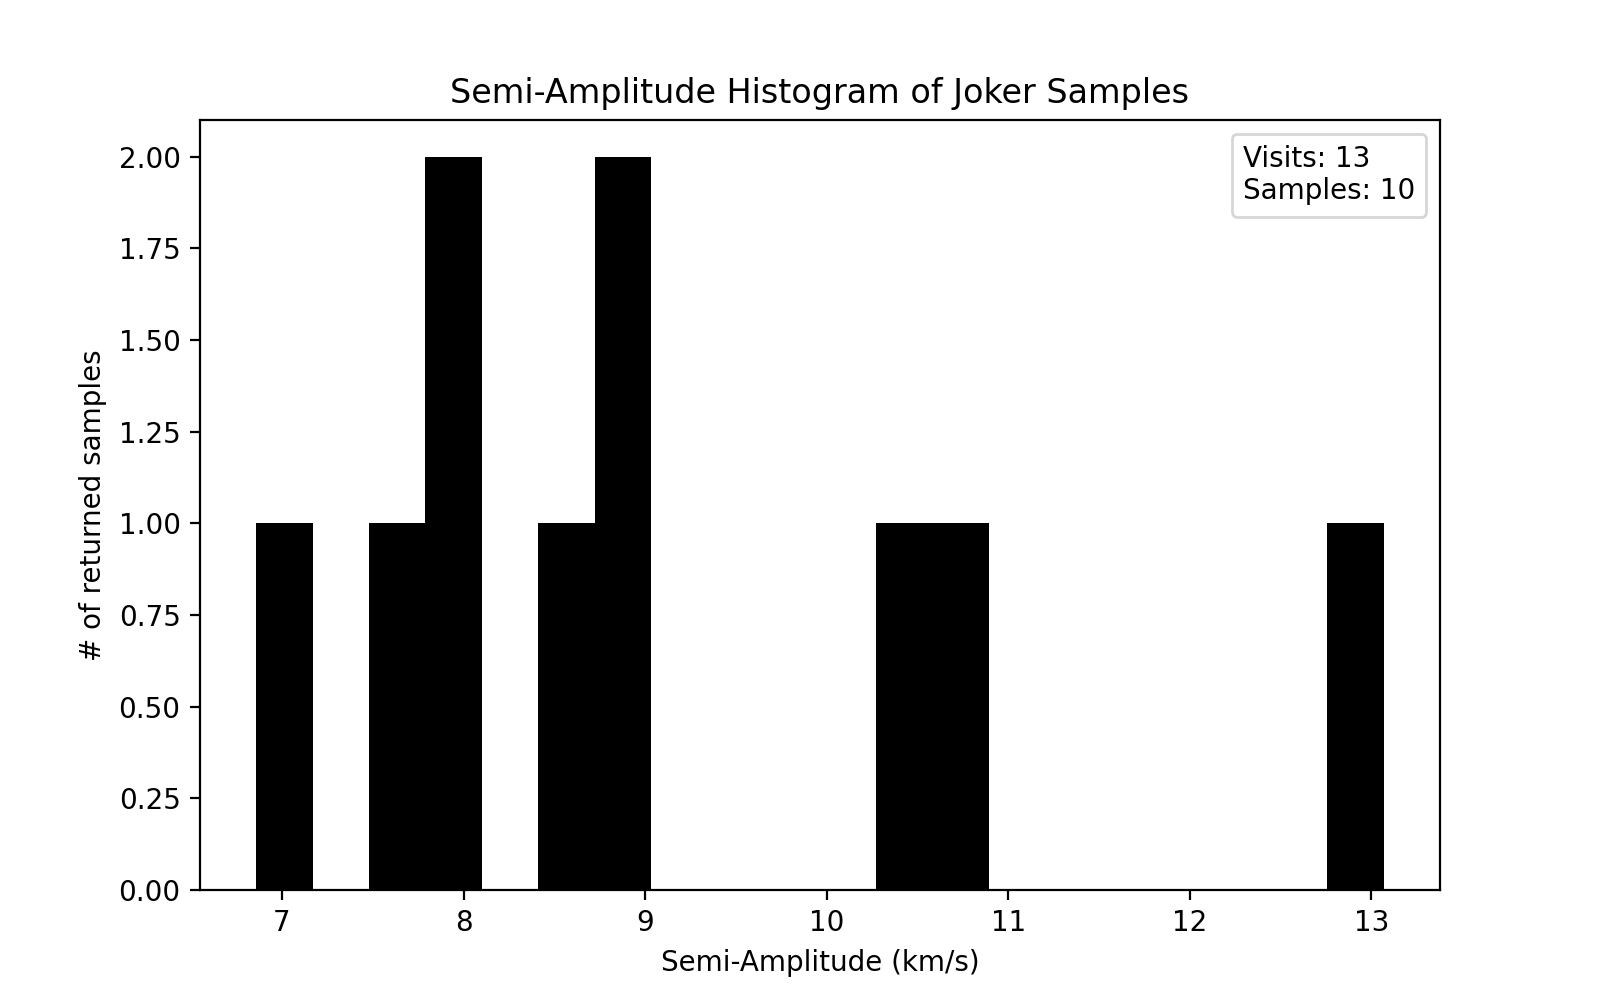 Semi-Amplitude Histogram of Joker Samples
Visits: 13
Samples: 10
# of returned samples
2.00
1.75
1.50
1.25
1.00
0.75
0.50
0.25
0.00
7 8 9 10 11 12 13
Semi-Amplitude (km/s)